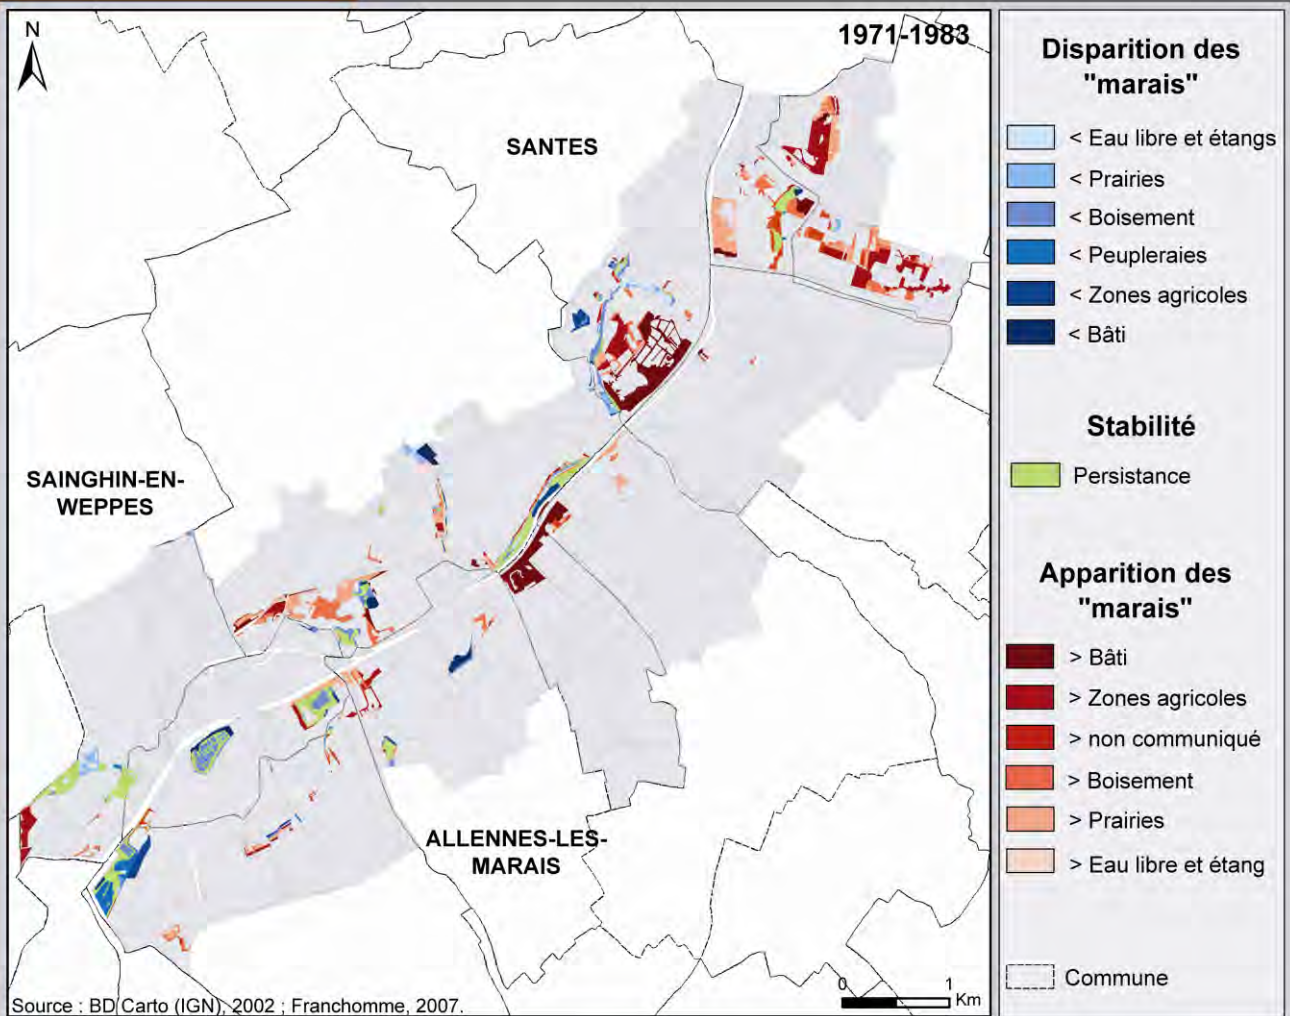 N
1971-1983
SANTES
SAINGHIN-EN-
WEPPES
ALLENNES-LES-
MARAIS
0 1
Km
Source : BD Carto (IGN), 2002 ; Franchomme, 2007.
Disparition des
"marais"
< Eau libre et étangs
< Prairies
< Boisement
< Peupleraies
< Zones agricoles
< Bâti
Stabilité
Persistance
Apparition des
"marais"
> Bâti
> Zones agricoles
> non communiqué
> Boisement
> Prairies
> Eau libre et étang
Commune